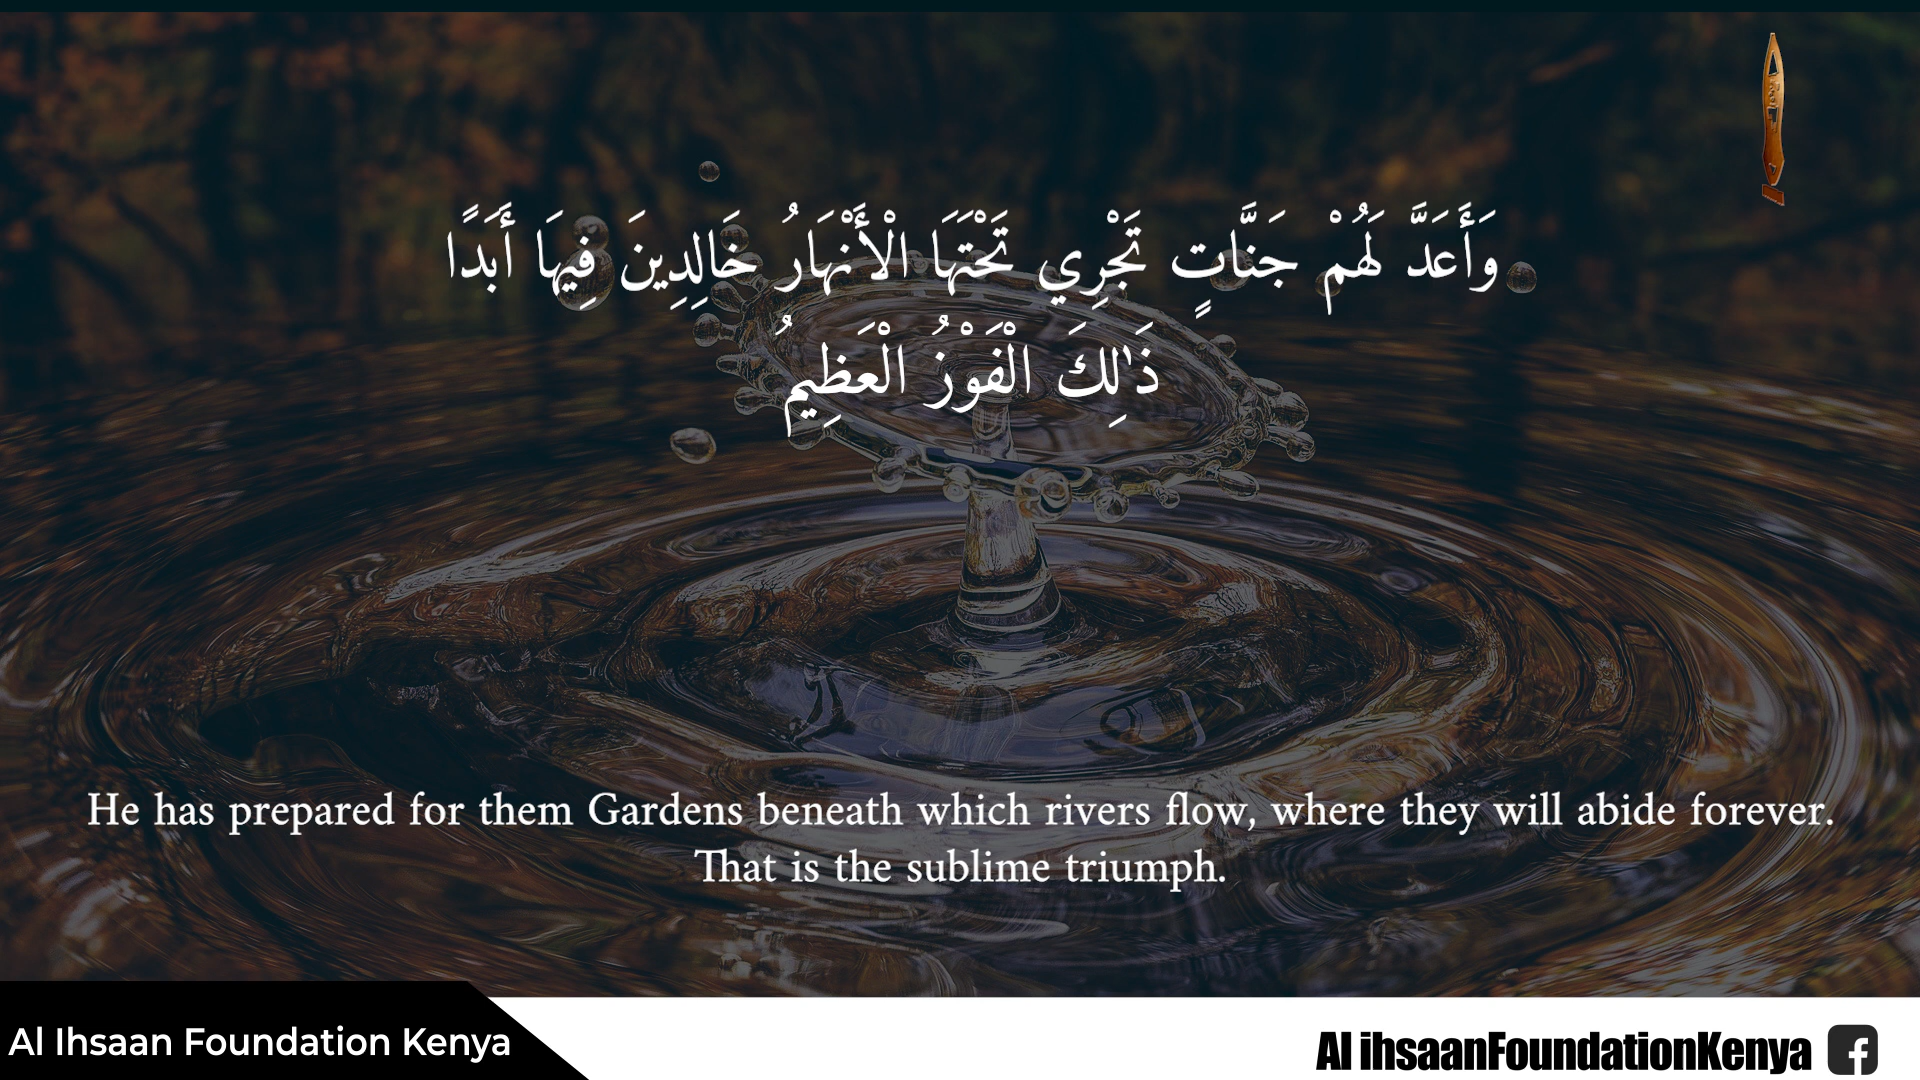 وَأَعَدَّ لَهُمْ جَنَّاتٍ تَجْرِي تَحْتَهَا الْأَنْهَارُ خَالِدِينَ فِيهَا أَبَدًا
ذَٰلِكَ الْفَوْزُ الْعَظِيمُ
He has prepared for them Gardens beneath which rivers flow, where they will abide forever.
That is the sublime triumph.
Al Ihsaan Foundation Kenya
Al ihsaanFoundationKenya